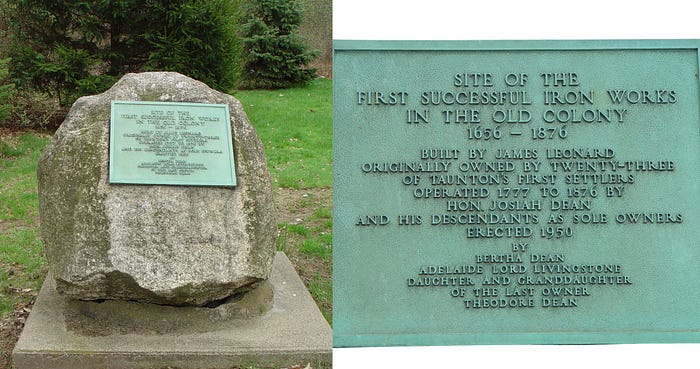 SITE OF THE
FIRST SUCCESSFUL IRON WORKS
IN THE OLD COLONY
1656 – 1876
BUILT BY JAMES LEONARD
ORIGINALLY OWNED BY TWENTY-THREE
OF TAUNTON'S FIRST SETTLERS
OPERATED 1777 TO 1876 BY
HON. JOSIAH DEAN
AND HIS DESCENDANTS AS SOLE OWNERS
ERECTED 1950
BY
BERTHA DEAN
ADELAIDE LORD LIVINGSTONE
DAUGHTER AND GRANDDAUGHTER
OF THE LAST OWNER
THEODORE DEAN